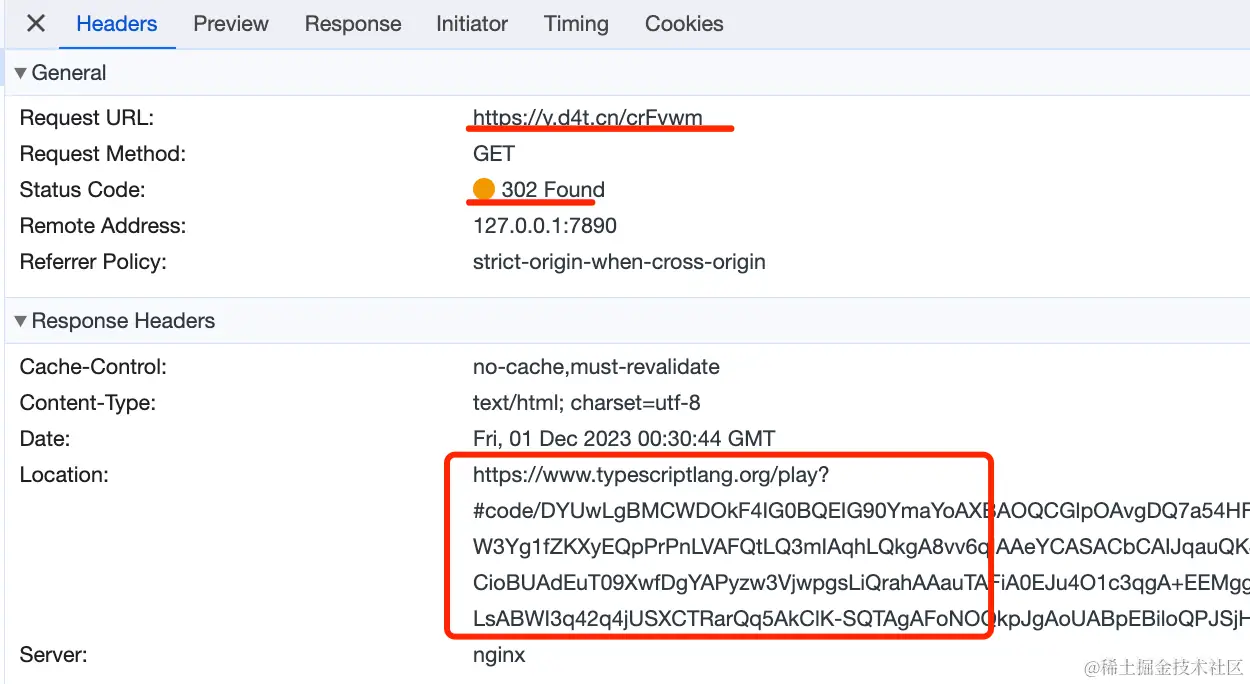 Headers Preview Response Initiator Timing Cookies
General
Request URL: https://v.d4t.cn/crFvwm
Request Method: GET
Status Code: 302 Found
Remote Address: 127.0.0.1:7890
Referrer Policy: strict-origin-when-cross-origin
Response Headers
Cache-Control: no-cache,must-revalidate
Content-Type: text/html; charset=utf-8
Date: Fri, 01 Dec 2023 00:30:44 GMT
Location: https://www.typescriptlang.org/play?
#code/DYUwLgBMCWDOkF4IG0BQEIG90YmaYoAXBAOQCGIpOAvgDQ7a54HF
W3Yg1fZKXyEQpPrPnLVAFQtLQ3mIAqhLQkgA8vv6qIAAeYCASACbCAIJqauQK
CioBUAdEuT09XwfDgYAPyzw3VjwpgsLiQrahAAauTAFiA0EJu4O1c3qgA+EEMgg
LsABWI3q42q4jUSXCTRarQq5AkClK-SQTAgAFoNOQkpJgAoUABpEBiloQPJSjH
Server: nginx
@稀土掘金技术社区